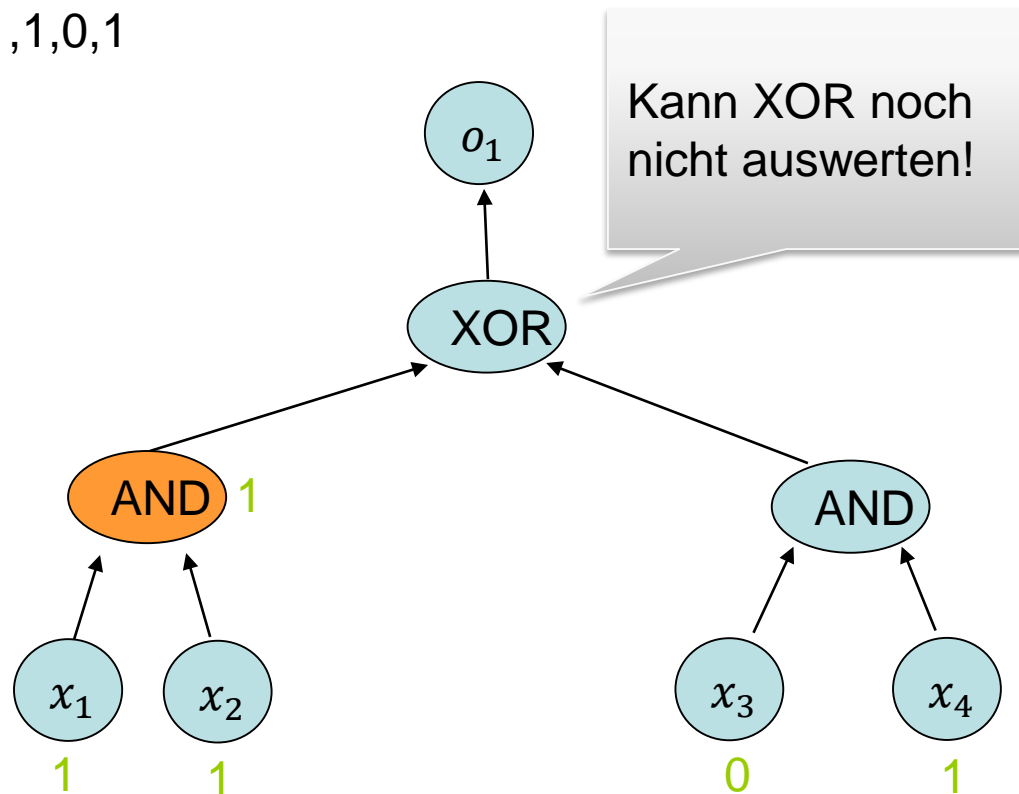 ,1,0,1
Kann XOR noch
nicht auswerten!
o₁
XOR
AND 1
AND
x₁
x₂
x₃
x₄
1
1
0
1